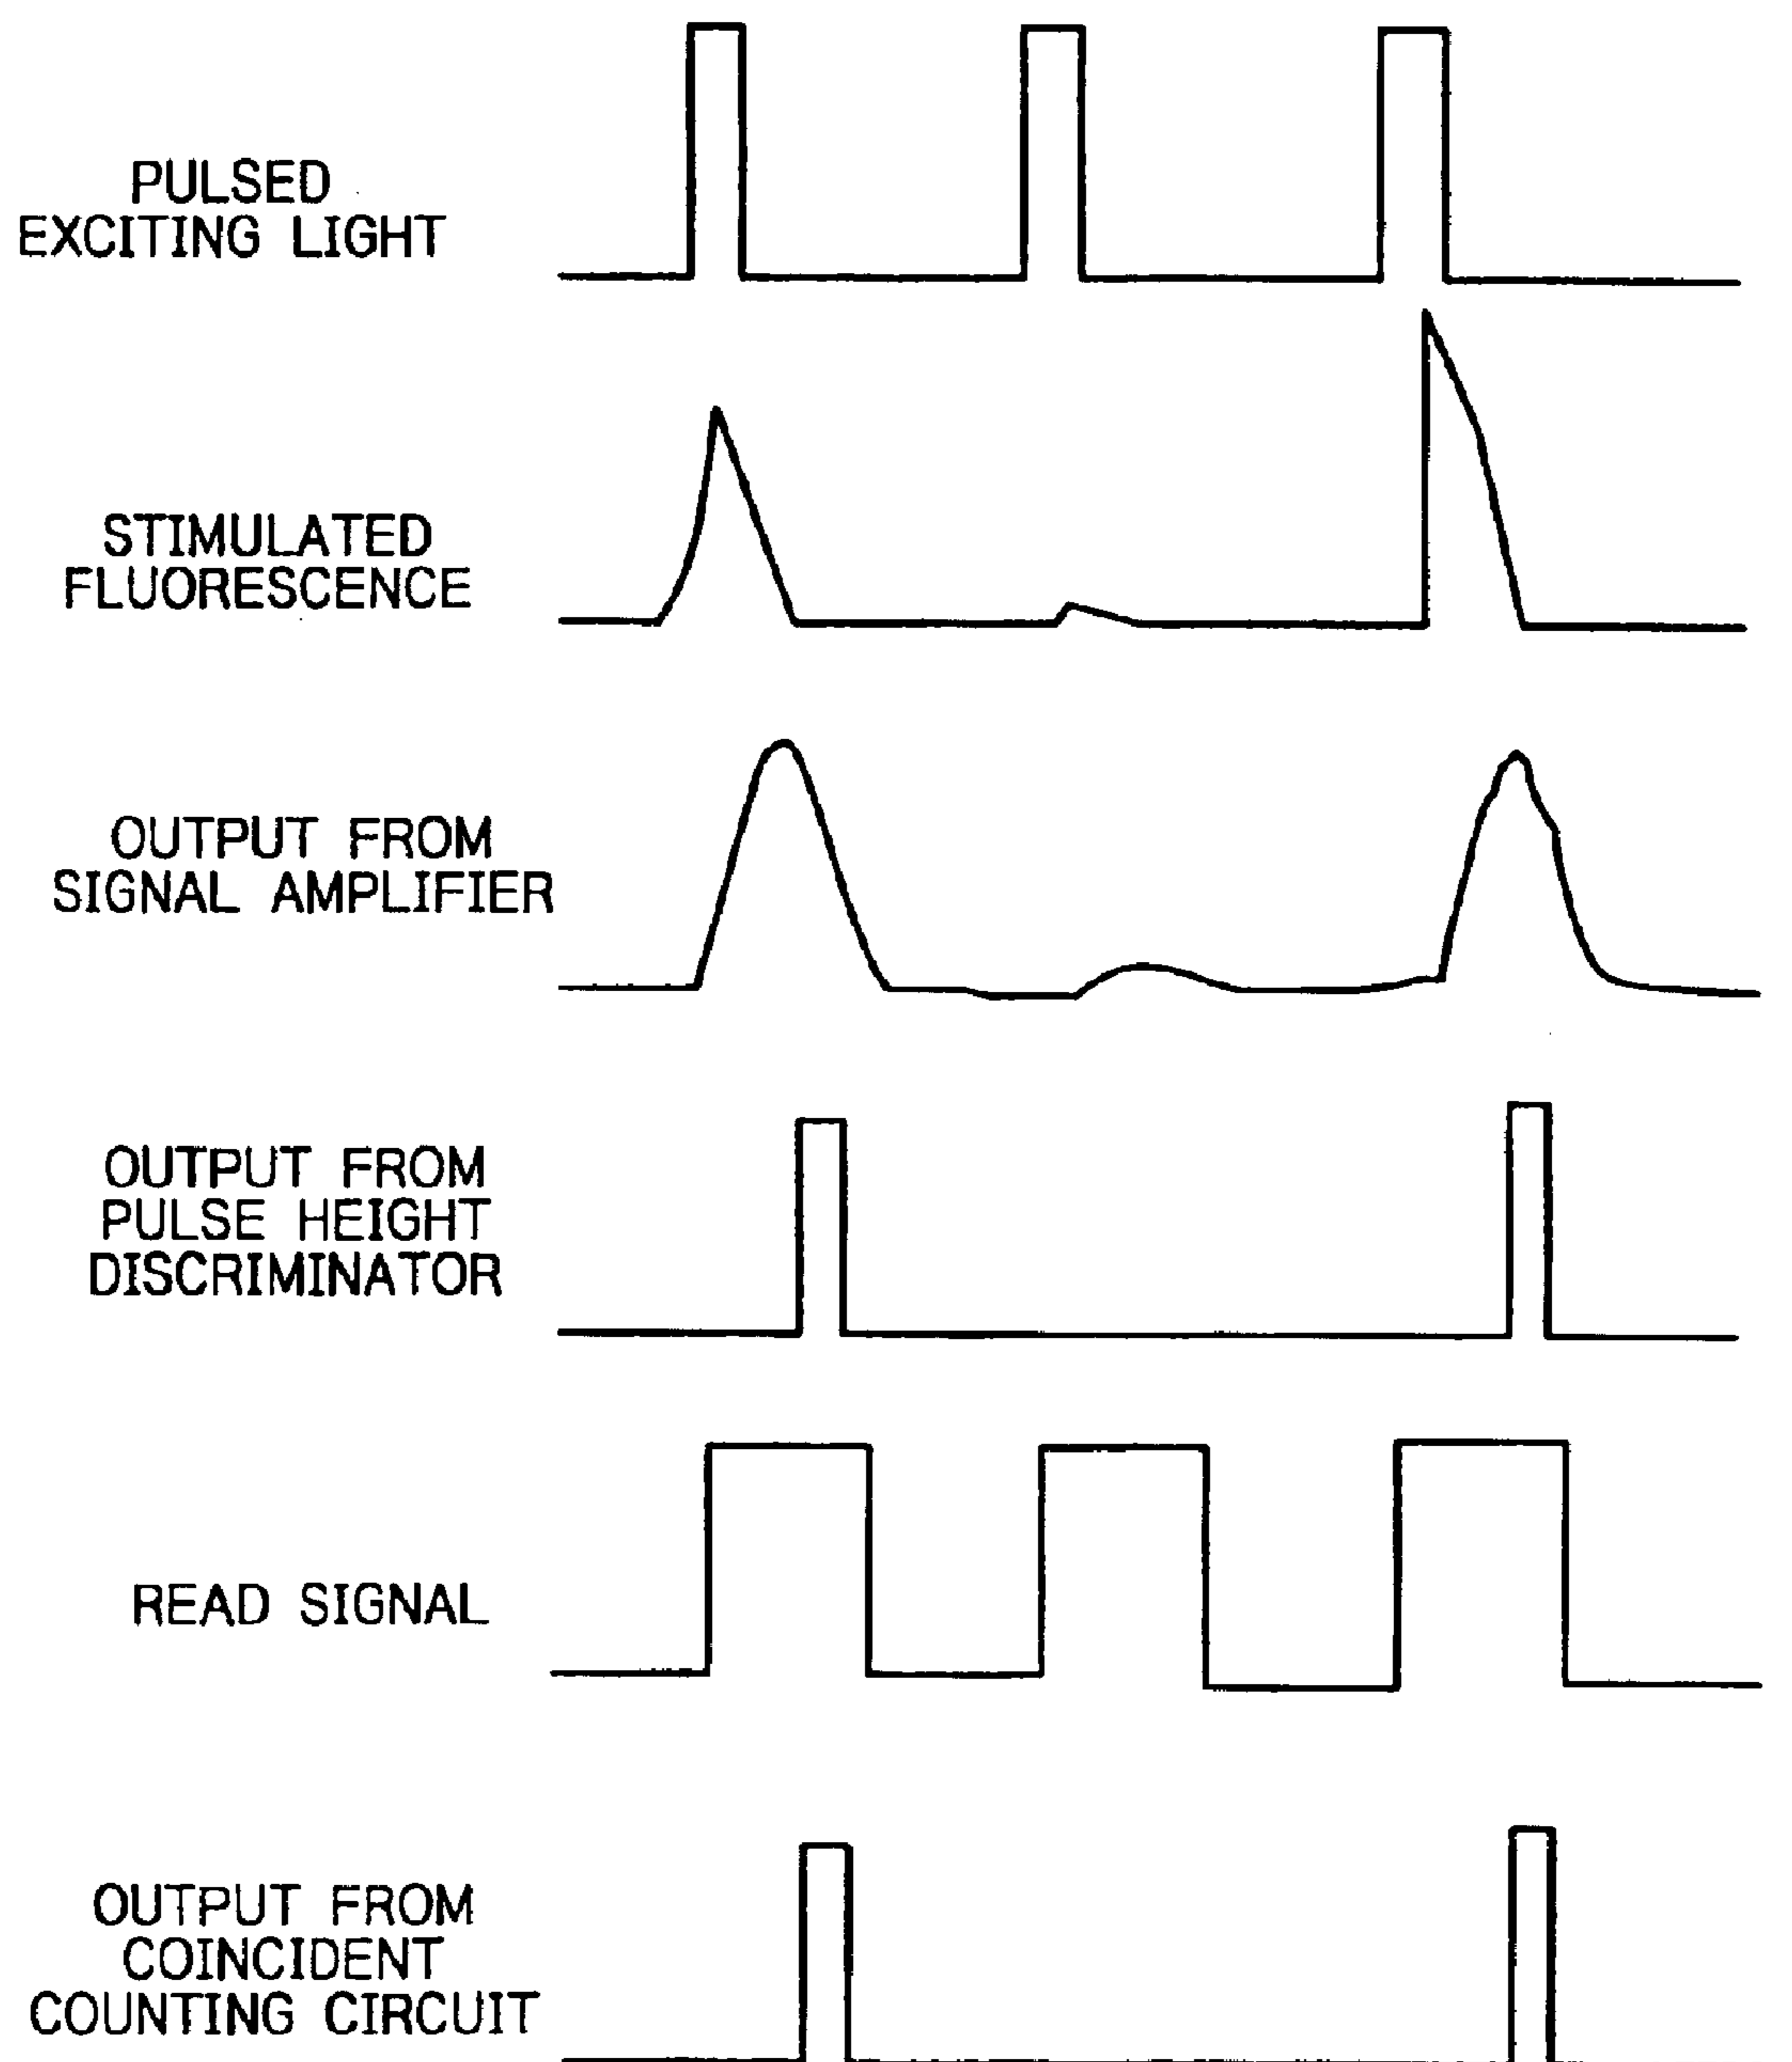 PULSED
EXCITING LIGHT
STIMULATED
FLUORESCENCE
OUTPUT FROM
SIGNAL AMPLIFIER
OUTPUT FROM
PULSE HEIGHT
DISCRIMINATOR
READ SIGNAL
OUTPUT FROM
COINCIDENT
COUNTING CIRCUIT